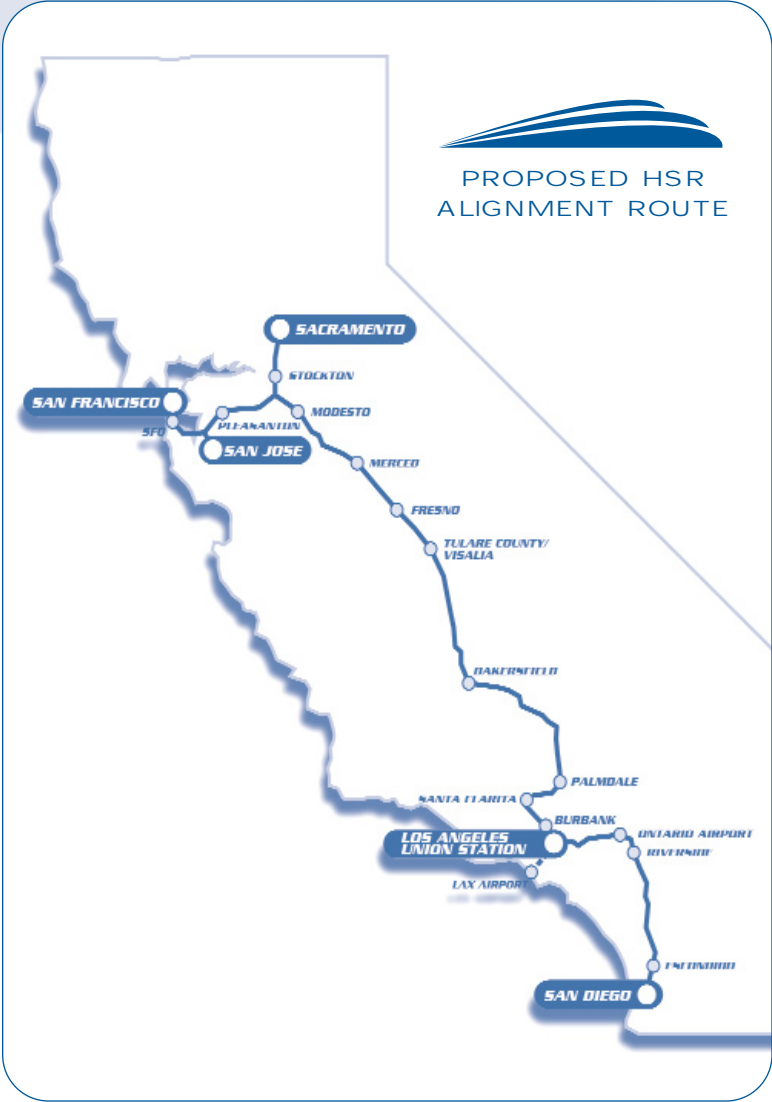 PROPOSED HSR
ALIGNMENT ROUTE
SACRAMENTO
STOCKTON
SAN FRANCISCO
MODESTO
PLEASANTON
SFO
SAN JOSE
MERCED
FRESNO
TULARE COUNTY/
VISALIA
BAKERSFIELD
PALMDALE
SANTA CLARITA
BURBANK
ONTARIO AIRPORT
LOS ANGELES
UNION STATION
RIVERSIDE
LAX AIRPORT
ESCONDIDO
SAN DIEGO